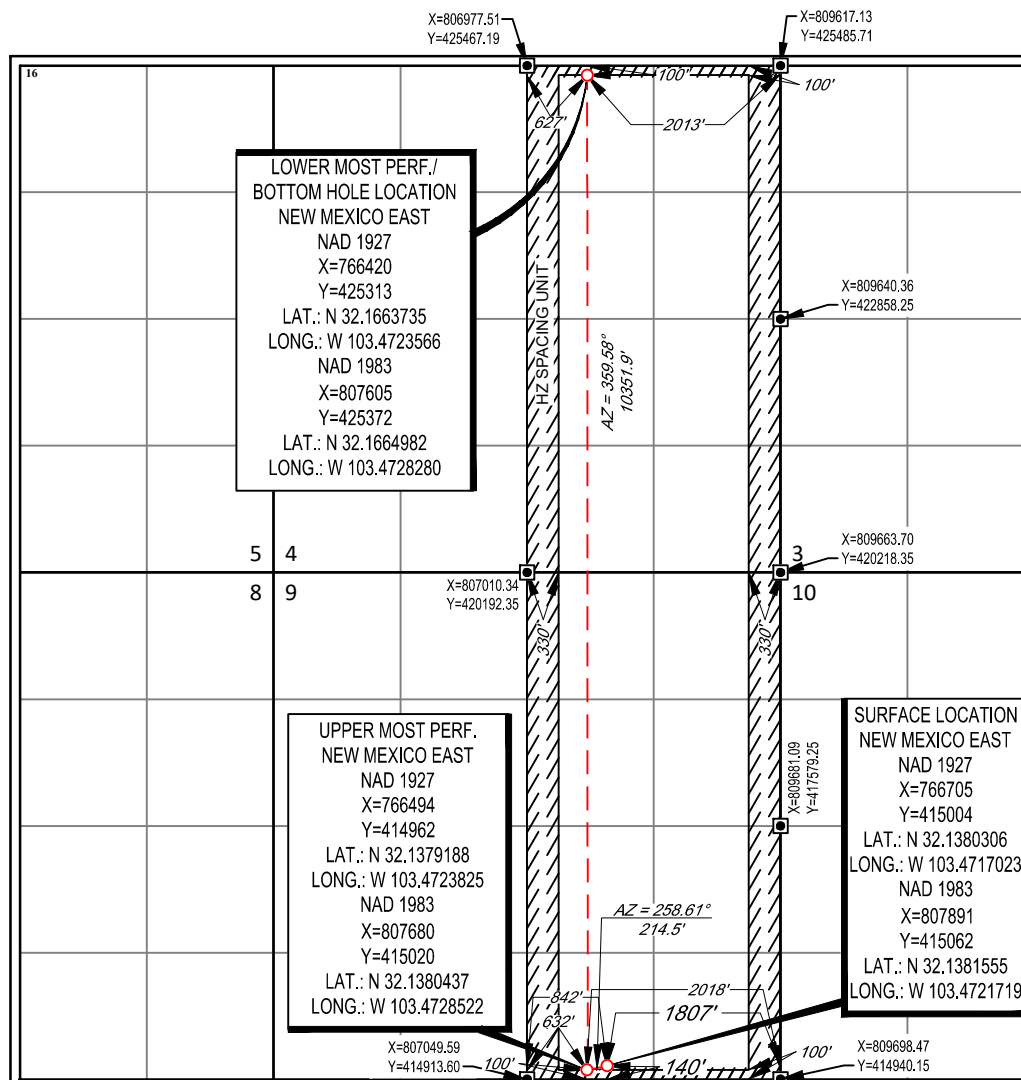 X=806977.51
Y=425467.19
X=809617.13
Y=425485.71
16
100'
100'
627'
2013'
LOWER MOST PERF./
BOTTOM HOLE LOCATION
NEW MEXICO EAST
NAD 1927
X=766420
Y=425313
LAT.: N 32.1663735
LONG.: W 103.4723566
NAD 1983
X=807605
Y=425372
LAT.: N 32.1664982
LONG.: W 103.4728280
HZ SPACING UNIT
AZ = 359.58°
10351.9'
X=809640.36
Y=422858.25
5 4
8 9
X=807010.34
Y=420192.35
X=809663.70
Y=420218.35
3
10
330'
330'
UPPER MOST PERF.
NEW MEXICO EAST
NAD 1927
X=766494
Y=414962
LAT.: N 32.1379188
LONG.: W 103.4723825
NAD 1983
X=807680
Y=415020
LAT.: N 32.1380437
LONG.: W 103.4728522
X=809681.09
Y=417579.25
SURFACE LOCATION
NEW MEXICO EAST
NAD 1927
X=766705
Y=415004
LAT.: N 32.1380306
LONG.: W 103.4717023
NAD 1983
X=807891
Y=415062
LAT.: N 32.1381555
LONG.: W 103.4721719
AZ = 258.61°
214.5'
842'
2018'
632'
1807'
X=807049.59
Y=414913.60
100'
140'
100'
X=809698.47
Y=414940.15